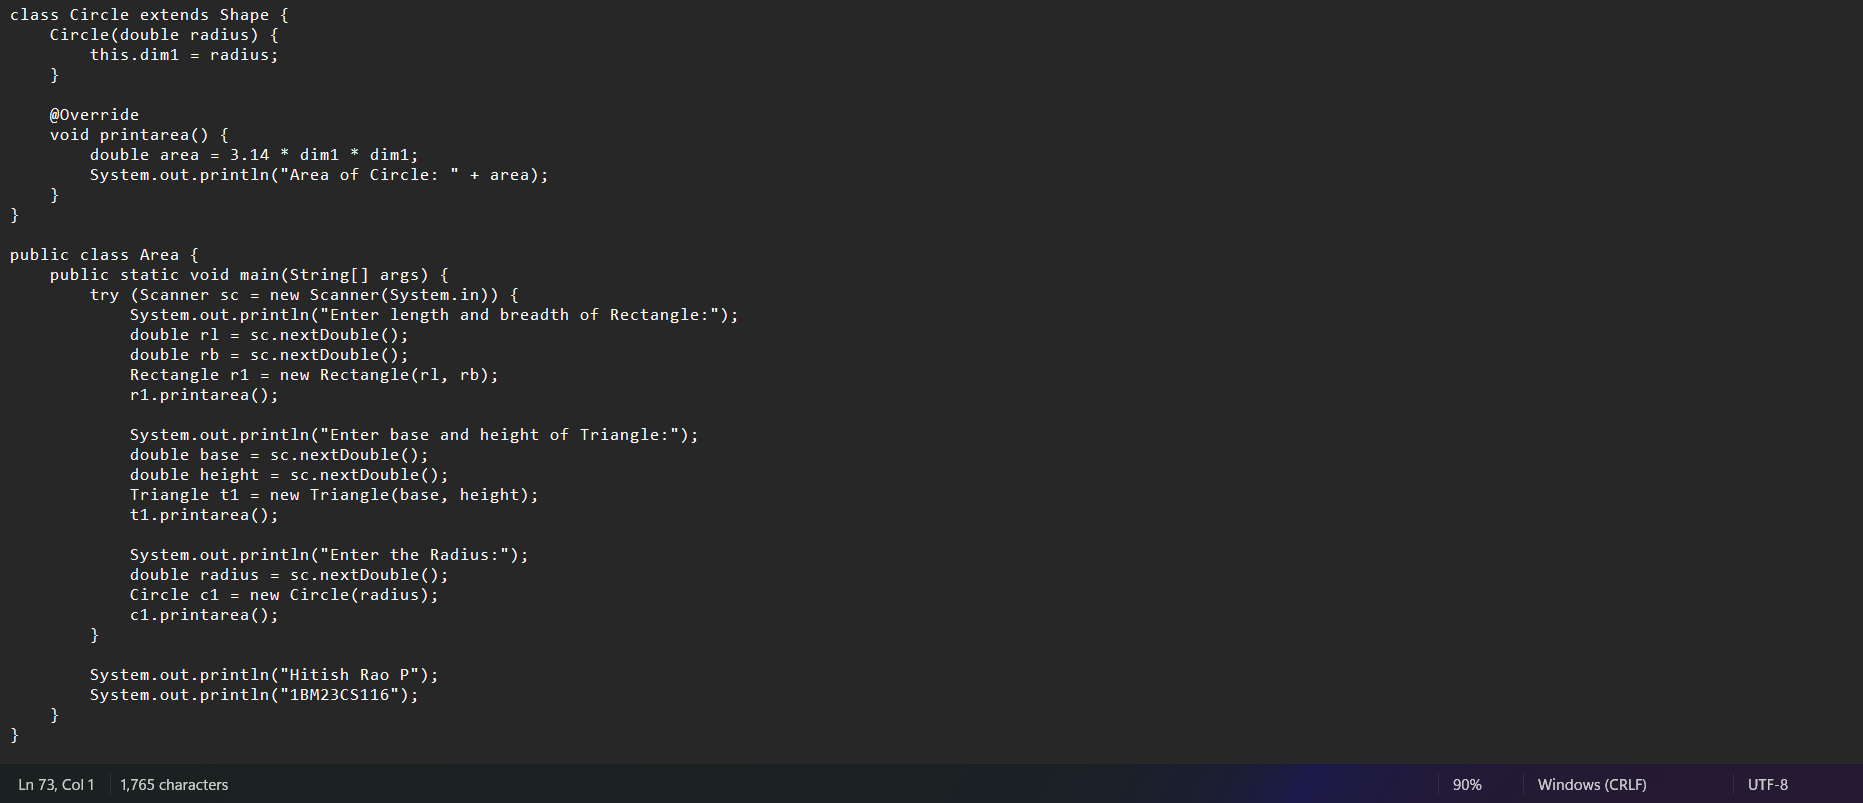 class Circle extends Shape {
    Circle(double radius) {
        this.dim1 = radius;
    }

    @Override
    void printarea() {
        double area = 3.14 * dim1 * dim1;
        System.out.println("Area of Circle: " + area);
    }
}

public class Area {
    public static void main(String[] args) {
        try (Scanner sc = new Scanner(System.in)) {
            System.out.println("Enter length and breadth of Rectangle:");
            double rl = sc.nextDouble();
            double rb = sc.nextDouble();
            Rectangle r1 = new Rectangle(rl, rb);
            r1.printarea();

            System.out.println("Enter base and height of Triangle:");
            double base = sc.nextDouble();
            double height = sc.nextDouble();
            Triangle t1 = new Triangle(base, height);
            t1.printarea();

            System.out.println("Enter the Radius:");
            double radius = sc.nextDouble();
            Circle c1 = new Circle(radius);
            c1.printarea();
        }

        System.out.println("Hitish Rao P");
        System.out.println("1BM23CS116");
    }
}
Ln 73, Col 1 1,765 characters 90% Windows (CRLF) UTF-8